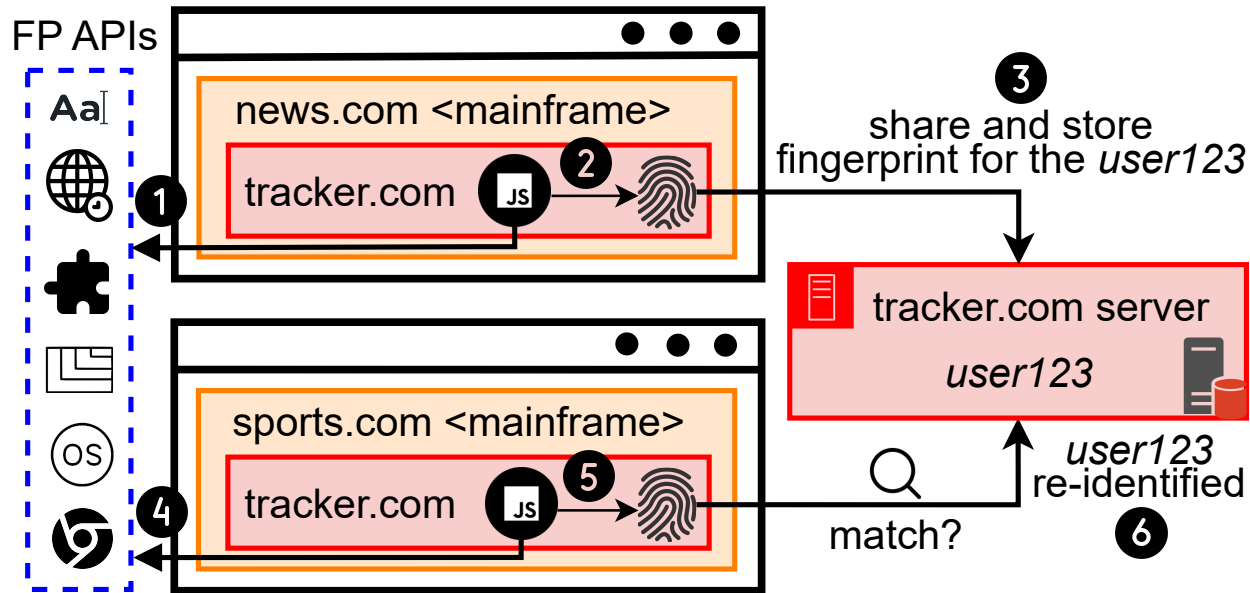 FP APIs
Aa
OS
1
4
news.com <mainframe>
tracker.com
JS
2
sports.com <mainframe>
tracker.com
JS
5
3
share and store
fingerprint for the user123
tracker.com server
user123
user123
re-identified
match?
6